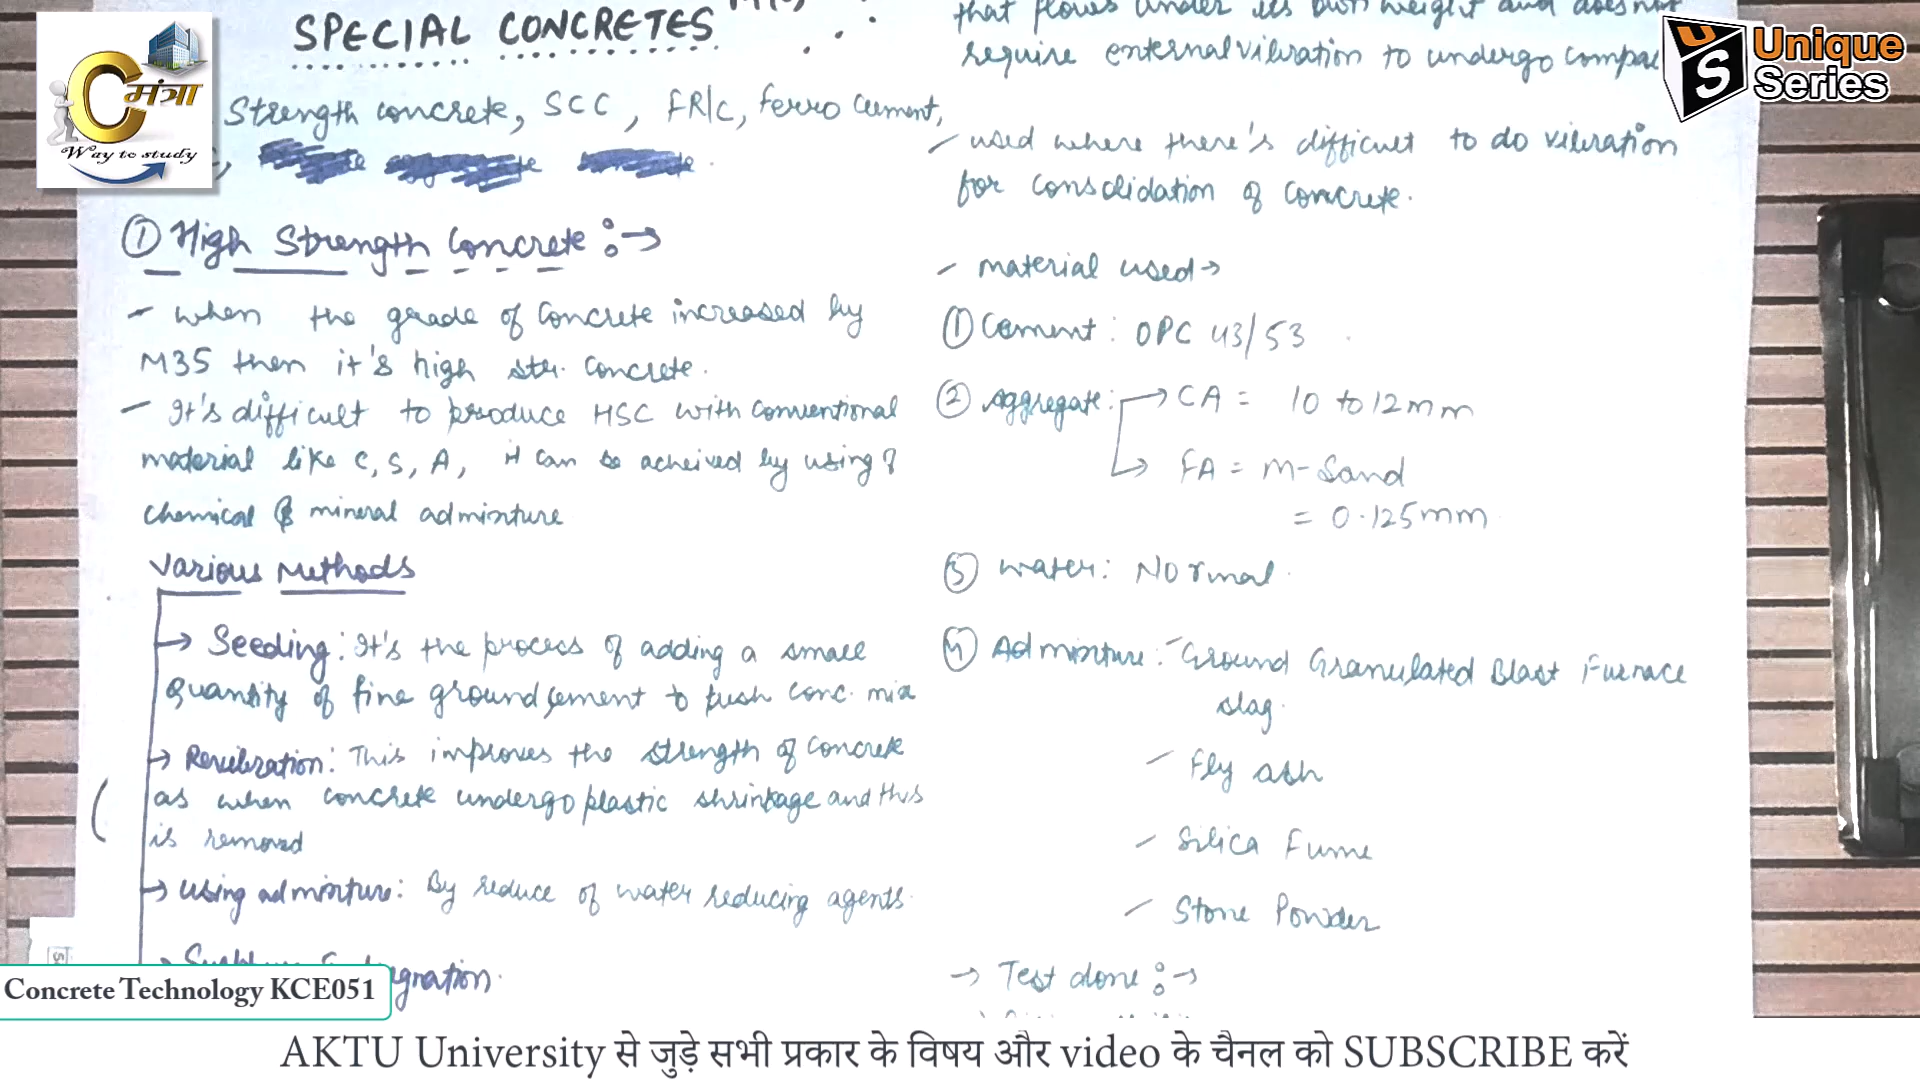 SPECIAL CONCRETES
Strength concrete, SCC, FR/C, Ferro Cement,
① High Strength Concrete :→
- when the grade of Concrete increased by
M35 then it's high str. Concrete.
- It's difficult to produce HSC with conventional
material like C, S, A, it can be acheived by using
chemical & mineral admixture
Various Methods
→ Seeding: It's the process of adding a small
quantity of fine ground cement to push conc. mix
→ Revibration: This improves the strength of concrete
as when concrete undergo plastic shrinkage and this
is removed
→ using admixture: By reduce of water reducing agents.
that flows under its own weight and does not
require external vibration to undergo compac
- used where there's difficult to do vibration
for consolidation of concrete.
- material used →
① Cement: OPC 43/53
② Aggregate: → CA = 10 to 12mm
→ FA = M-Sand
= 0.125mm
③ water: Normal
④ Admixture: - Ground Granulated Blast Furnace
slag.
- Fly ash
- Silica Fume
- Stone Powder
→ Test done :→
C मंत्रा
Way to study
US Unique
Series
Concrete Technology KCE051
AKTU University से जुड़े सभी प्रकार के विषय और video के चैनल को SUBSCRIBE करें